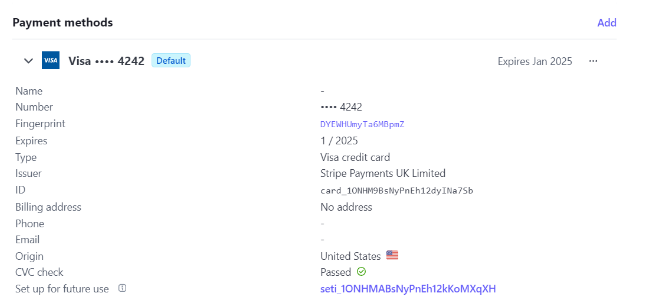 Payment methods Add
VISA Visa •••• 4242 Default Expires Jan 2025 ···
Name -
Number •••• 4242
Fingerprint DYEWHUmyTa6MBpmZ
Expires 1 / 2025
Type Visa credit card
Issuer Stripe Payments UK Limited
ID card_1ONHM9BsNyPnEh12dyINa7Sb
Billing address No address
Phone -
Email -
Origin United States
CVC check Passed
Set up for future use seti_1ONHMABsNyPnEh12kKoMXqXH